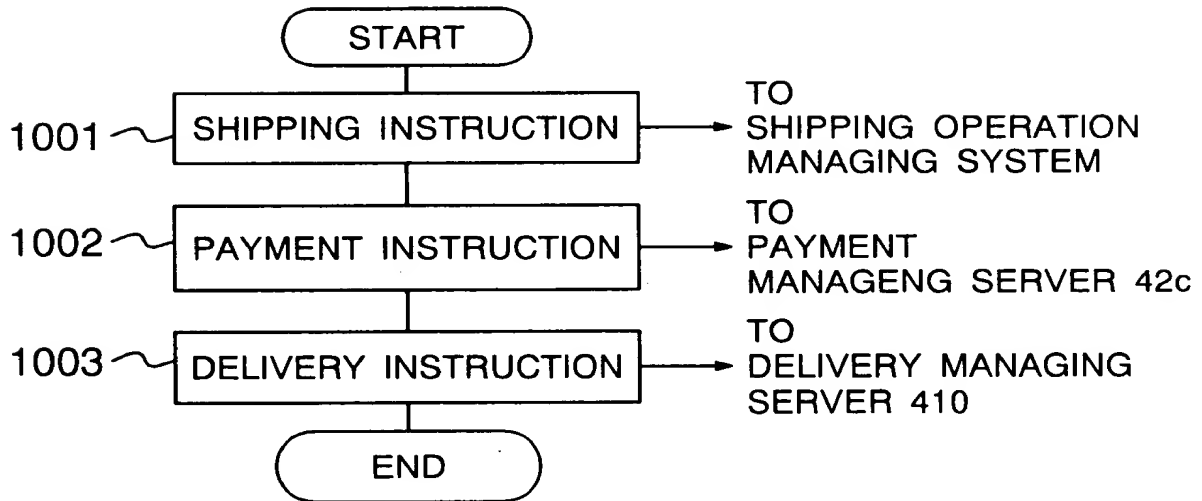 START
1001
SHIPPING INSTRUCTION
TO
SHIPPING OPERATION
MANAGING SYSTEM
1002
PAYMENT INSTRUCTION
TO
PAYMENT
MANAGENG SERVER 42c
1003
DELIVERY INSTRUCTION
TO
DELIVERY MANAGING
SERVER 410
END